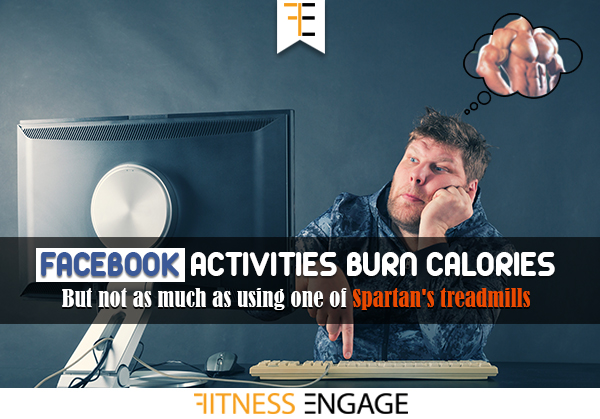 FE
FACEBOOK ACTIVITIES BURN CALORIES
But not as much as using one of Spartan's treadmills
FITNESS ENGAGE